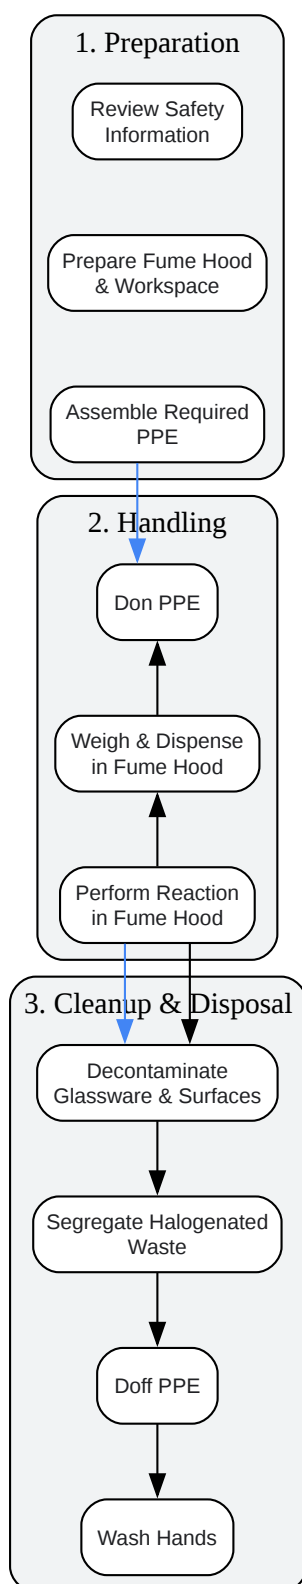 1. Preparation
Review Safety
Information
Prepare Fume Hood
& Workspace
Assemble Required
PPE
2. Handling
Don PPE
Weigh & Dispense
in Fume Hood
Perform Reaction
in Fume Hood
3. Cleanup & Disposal
Decontaminate
Glassware & Surfaces
Segregate Halogenated
Waste
Doff PPE
Wash Hands